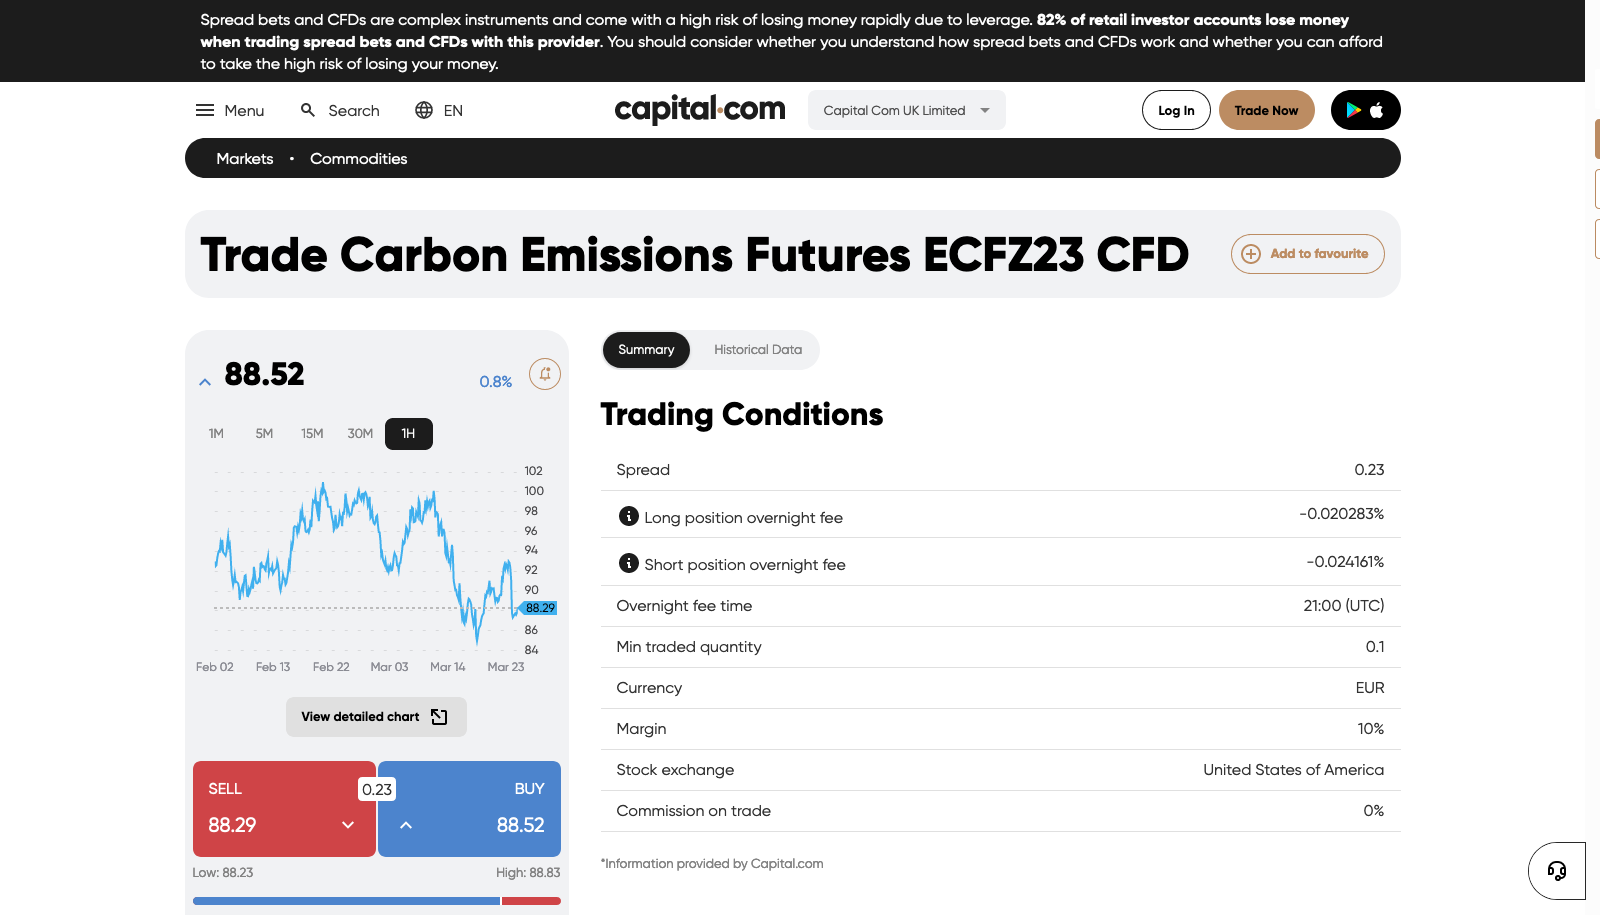 Spread bets and CFDs are complex instruments and come with a high risk of losing money rapidly due to leverage. 82% of retail investor accounts lose money
when trading spread bets and CFDs with this provider. You should consider whether you understand how spread bets and CFDs work and whether you can afford
to take the high risk of losing your money.
Menu Search EN capital.com Capital Com UK Limited Log In Trade Now
Markets • Commodities
Trade Carbon Emissions Futures ECFZ23 CFD Add to favourite
88.52 0.8%
1M 5M 15M 30M 1H
102
100
98
96
94
92
90
88.29
86
84
Feb 02 Feb 13 Feb 22 Mar 03 Mar 14 Mar 23
View detailed chart
SELL 0.23 BUY
88.29 88.52
Low: 88.23 High: 88.83
Summary Historical Data
Trading Conditions
Spread 0.23
Long position overnight fee -0.020283%
Short position overnight fee -0.024161%
Overnight fee time 21:00 (UTC)
Min traded quantity 0.1
Currency EUR
Margin 10%
Stock exchange United States of America
Commission on trade 0%
*Information provided by Capital.com